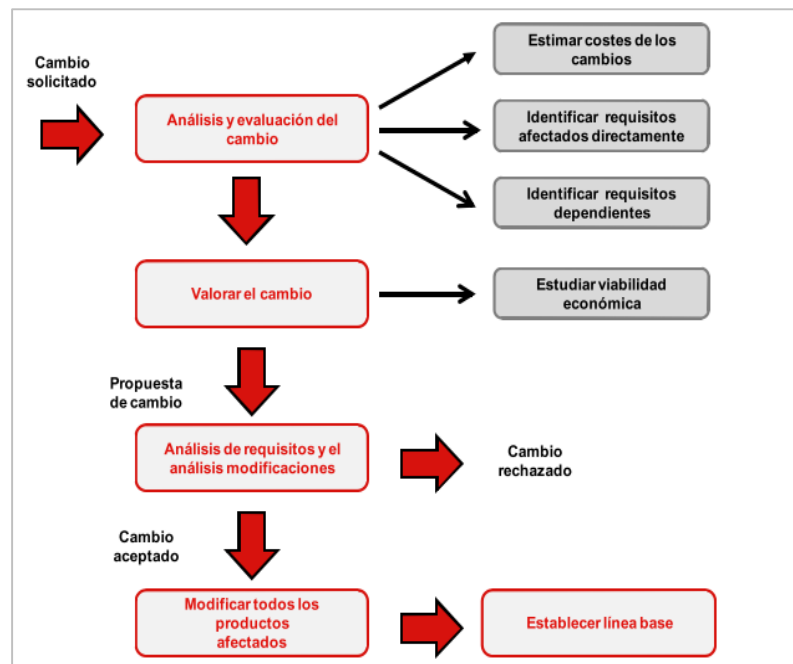 Cambio
solicitado
Análisis y evaluación del
cambio
Estimar costes de los
cambios
Identificar requisitos
afectados directamente
Identificar requisitos
dependientes
Valorar el cambio
Estudiar viabilidad
económica
Propuesta
de cambio
Análisis de requisitos y el
análisis modificaciones
Cambio
rechazado
Cambio
aceptado
Modificar todos los
productos
afectados
Establecer línea base